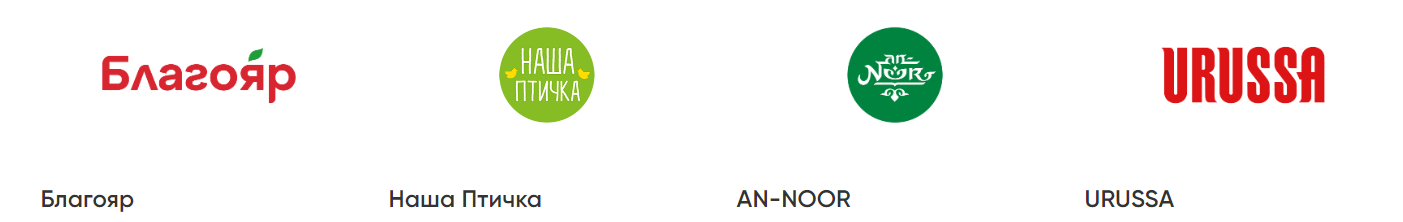 Благояр
НАША
ПТИЧКА
AN
NOOR
URUSSA
Благояр
Наша Птичка
AN-NOOR
URUSSA